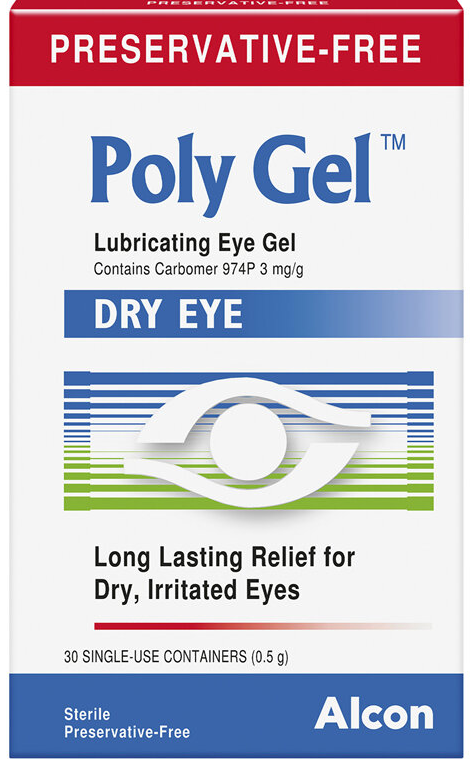 PRESERVATIVE-FREE
PRESERVATIVE-FREE
Poly Gel™
Lubricating Eye Gel
Contains Carbomer 974P 3 mg/g
DRY EYE
Long Lasting Relief for
Dry, Irritated Eyes
30 SINGLE-USE CONTAINERS (0.5 g)
Sterile
Preservative-Free
Alcon